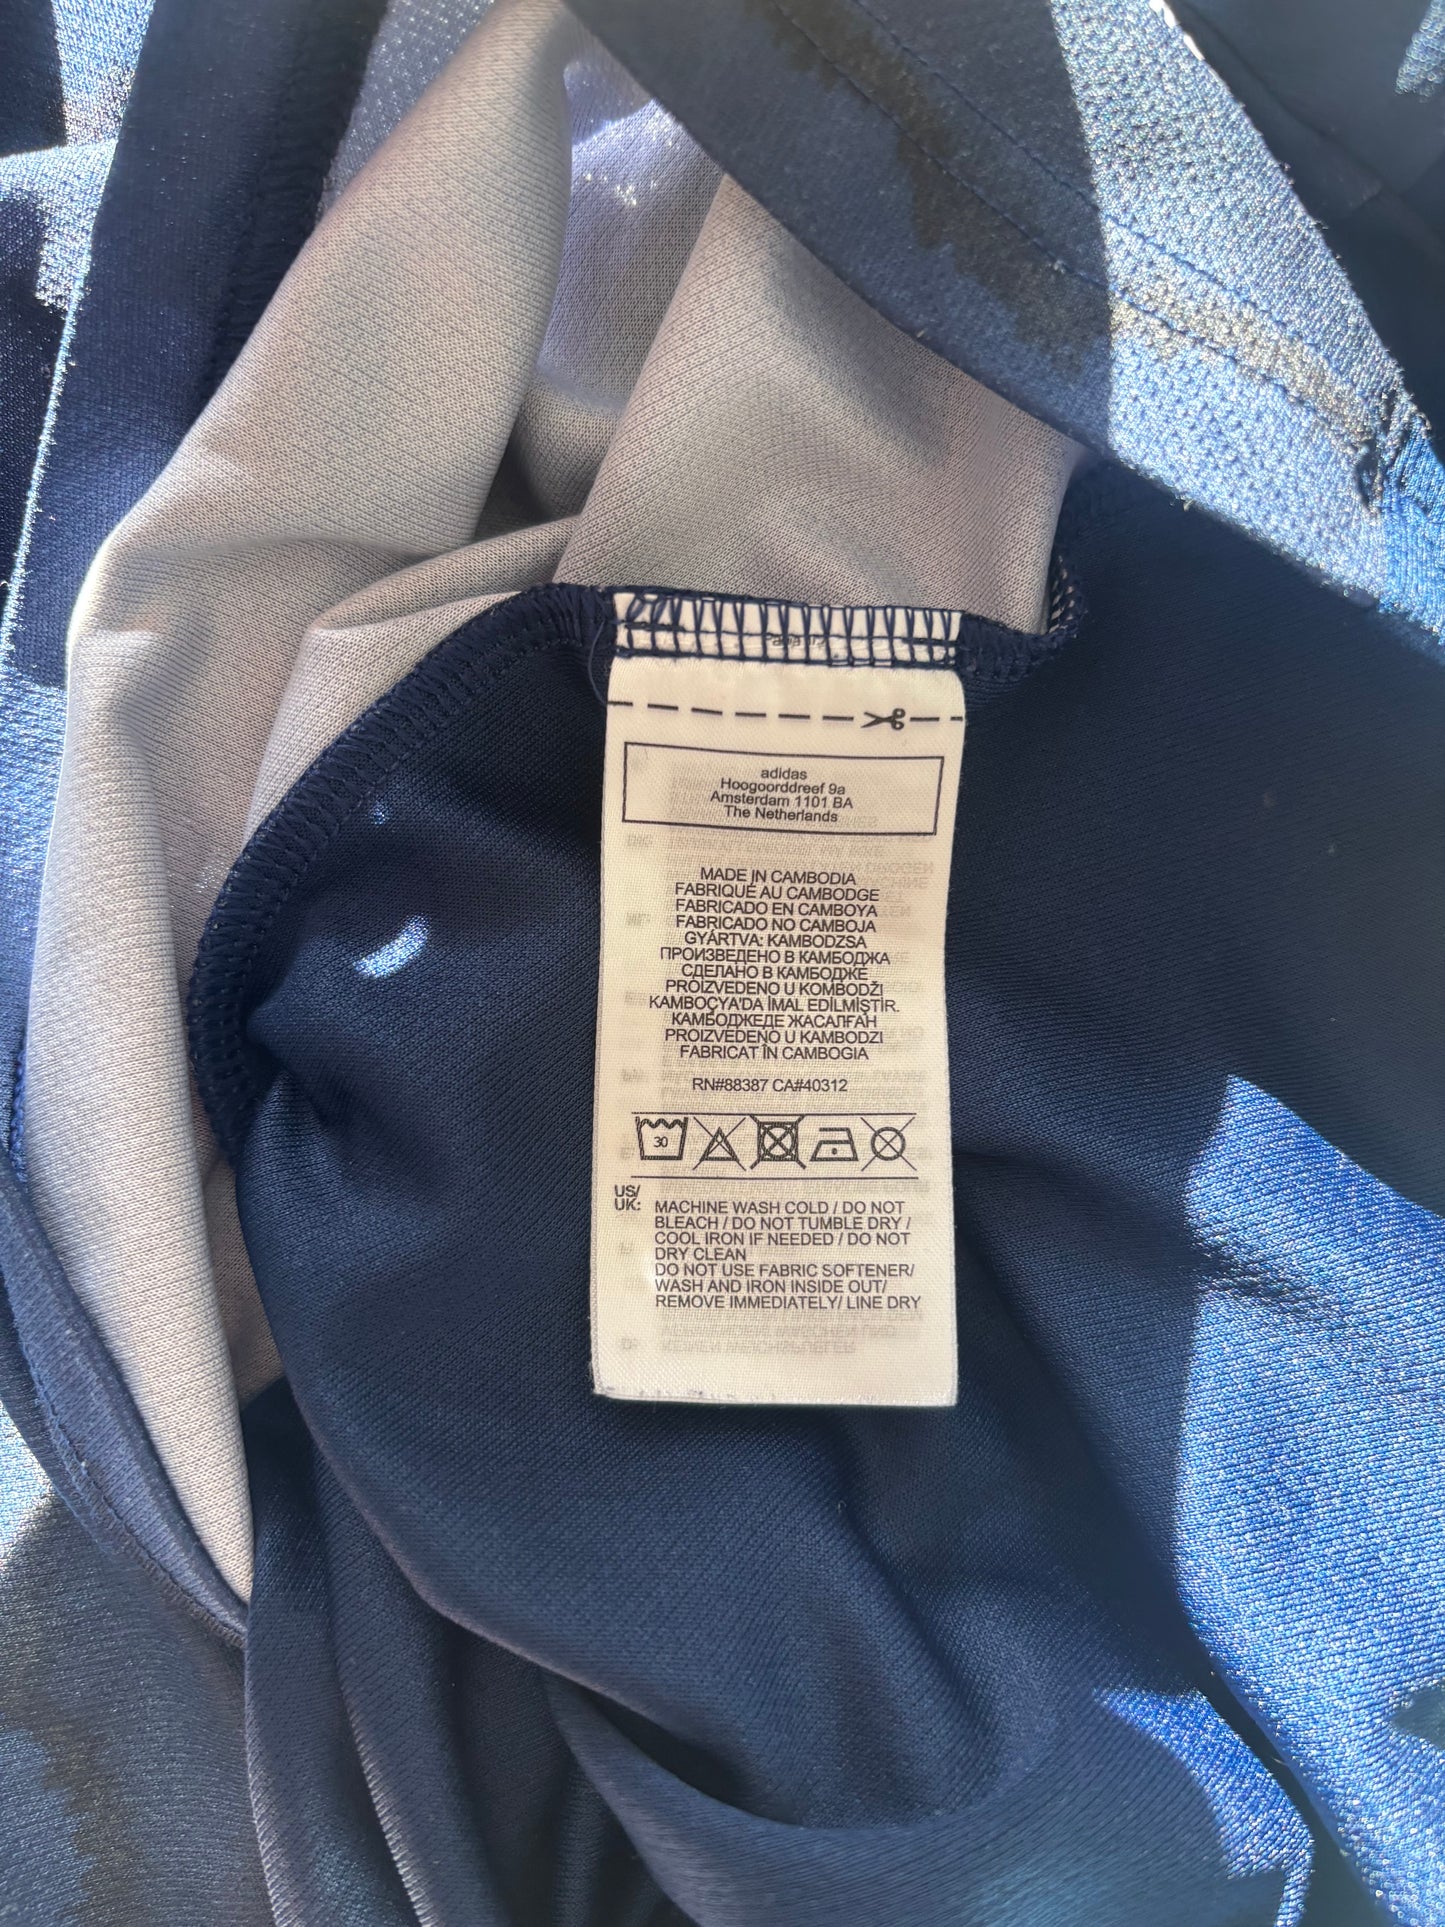 adidas
Hoogoorddreef 9a
Amsterdam 1101 BA
The Netherlands
MADE IN CAMBODIA
FABRIQUÉ AU CAMBODGE
FABRICADO EN CAMBOYA
FABRICADO NO CAMBOJA
GYÁRTVA: KAMBODZSA
ПРОИЗВЕДЕНО В КАМБОДЖА
СДЕЛАНО В КАМБОДЖЕ
PROIZVEDENO U KOMBODŽI
KAMBOÇYA'DA İMAL EDİLMİŞTİR.
КАМБОДЖЕДЕ ЖАСАЛҒАН
PROIZVEDENO U KAMBODZI
FABRICAT ÎN CAMBOGIA
RN#88387 CA#40312
30
US/
UK:
MACHINE WASH COLD / DO NOT
BLEACH / DO NOT TUMBLE DRY /
COOL IRON IF NEEDED / DO NOT
DRY CLEAN
DO NOT USE FABRIC SOFTENER/
WASH AND IRON INSIDE OUT/
REMOVE IMMEDIATELY/ LINE DRY